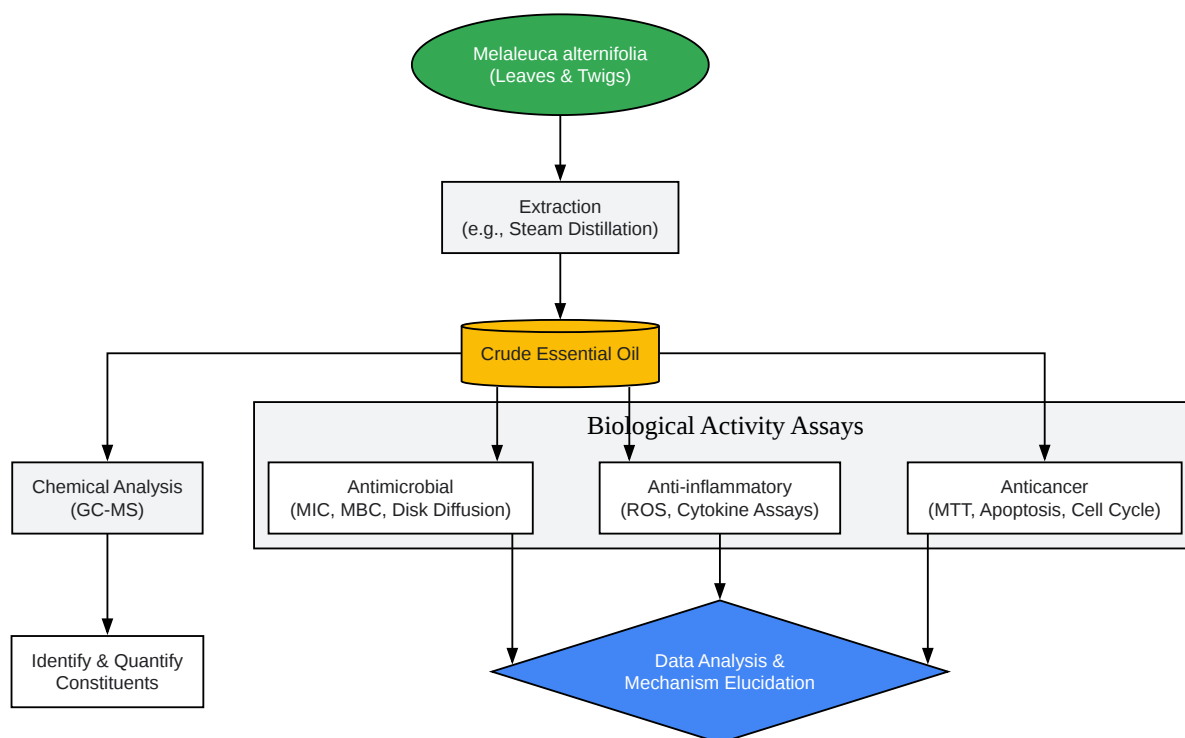 Melaleuca alternifolia
(Leaves & Twigs)
Extraction
(e.g., Steam Distillation)
Crude Essential Oil
Biological Activity Assays
Chemical Analysis
(GC-MS)
Antimicrobial
(MIC, MBC, Disk Diffusion)
Anti-inflammatory
(ROS, Cytokine Assays)
Anticancer
(MTT, Apoptosis, Cell Cycle)
Identify & Quantify
Constituents
Data Analysis &
Mechanism Elucidation